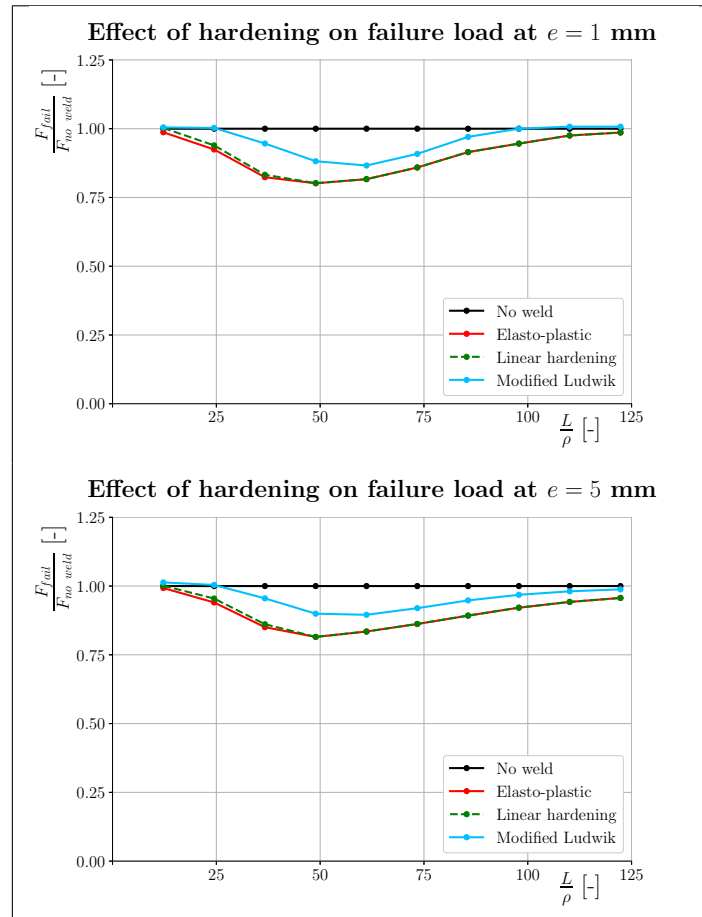 Effect of hardening on failure load at e = 1 mm
F_fail / F_no weld [-]
1.25
1.00
0.75
0.50
0.25
0.00
No weld
Elasto-plastic
Linear hardening
Modified Ludwik
25 50 75 100 125
L / ρ [-]
Effect of hardening on failure load at e = 5 mm
F_fail / F_no weld [-]
1.25
1.00
0.75
0.50
0.25
0.00
No weld
Elasto-plastic
Linear hardening
Modified Ludwik
25 50 75 100 125
L / ρ [-]